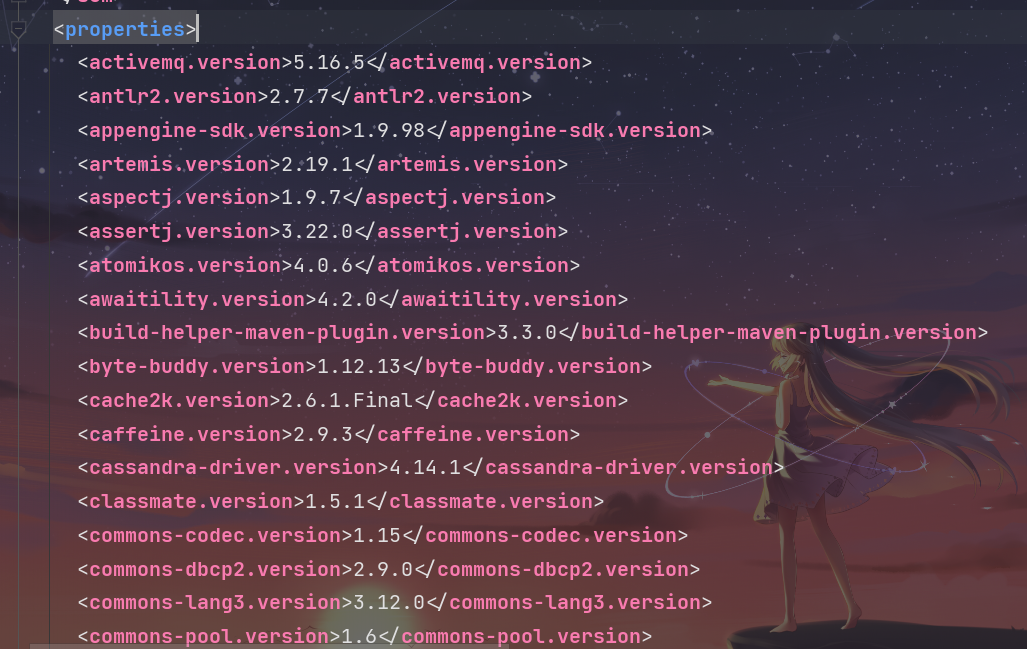 <properties>
<activemq.version>5.16.5</activemq.version>
<antlr2.version>2.7.7</antlr2.version>
<appengine-sdk.version>1.9.98</appengine-sdk.version>
<artemis.version>2.19.1</artemis.version>
<aspectj.version>1.9.7</aspectj.version>
<assertj.version>3.22.0</assertj.version>
<atomikos.version>4.0.6</atomikos.version>
<awaitility.version>4.2.0</awaitility.version>
<build-helper-maven-plugin.version>3.3.0</build-helper-maven-plugin.version>
<byte-buddy.version>1.12.13</byte-buddy.version>
<cache2k.version>2.6.1.Final</cache2k.version>
<caffeine.version>2.9.3</caffeine.version>
<cassandra-driver.version>4.14.1</cassandra-driver.version>
<classmate.version>1.5.1</classmate.version>
<commons-codec.version>1.15</commons-codec.version>
<commons-dbcp2.version>2.9.0</commons-dbcp2.version>
<commons-lang3.version>3.12.0</commons-lang3.version>
<commons-pool.version>1.6</commons-pool.version>